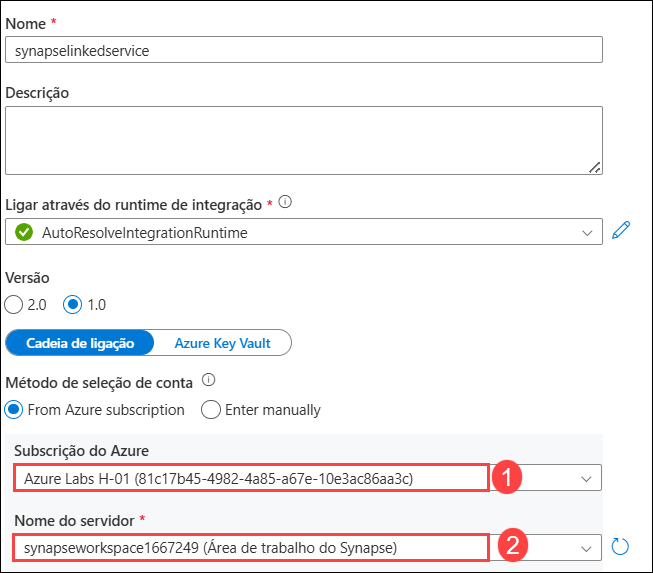 Nome *
synapselinkedservice
Descrição
Ligar através do runtime de integração *
AutoResolveIntegrationRuntime
Versão
2.0 1.0
Cadeia de ligação Azure Key Vault
Método de seleção de conta
From Azure subscription Enter manually
Subscrição do Azure
Azure Labs H-01 (81c17b45-4982-4a85-a67e-10e3ac86aa3c) 1
Nome do servidor *
synapseworkspace1667249 (Área de trabalho do Synapse) 2